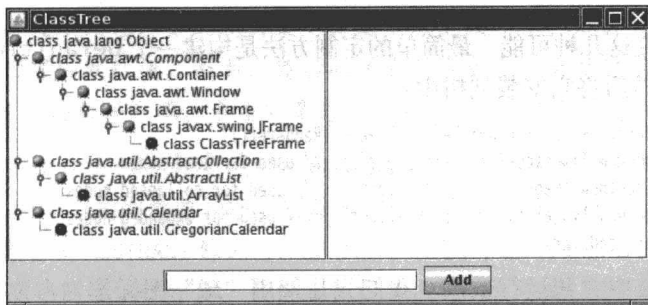 ClassTree
class java.lang.Object
class java.awt.Component
class java.awt.Container
class java.awt.Window
class java.awt.Frame
class javax.swing.JFrame
class ClassTreeFrame
class java.util.AbstractCollection
class java.util.AbstractList
class java.util.ArrayList
class java.util.Calendar
class java.util.GregorianCalendar
Add